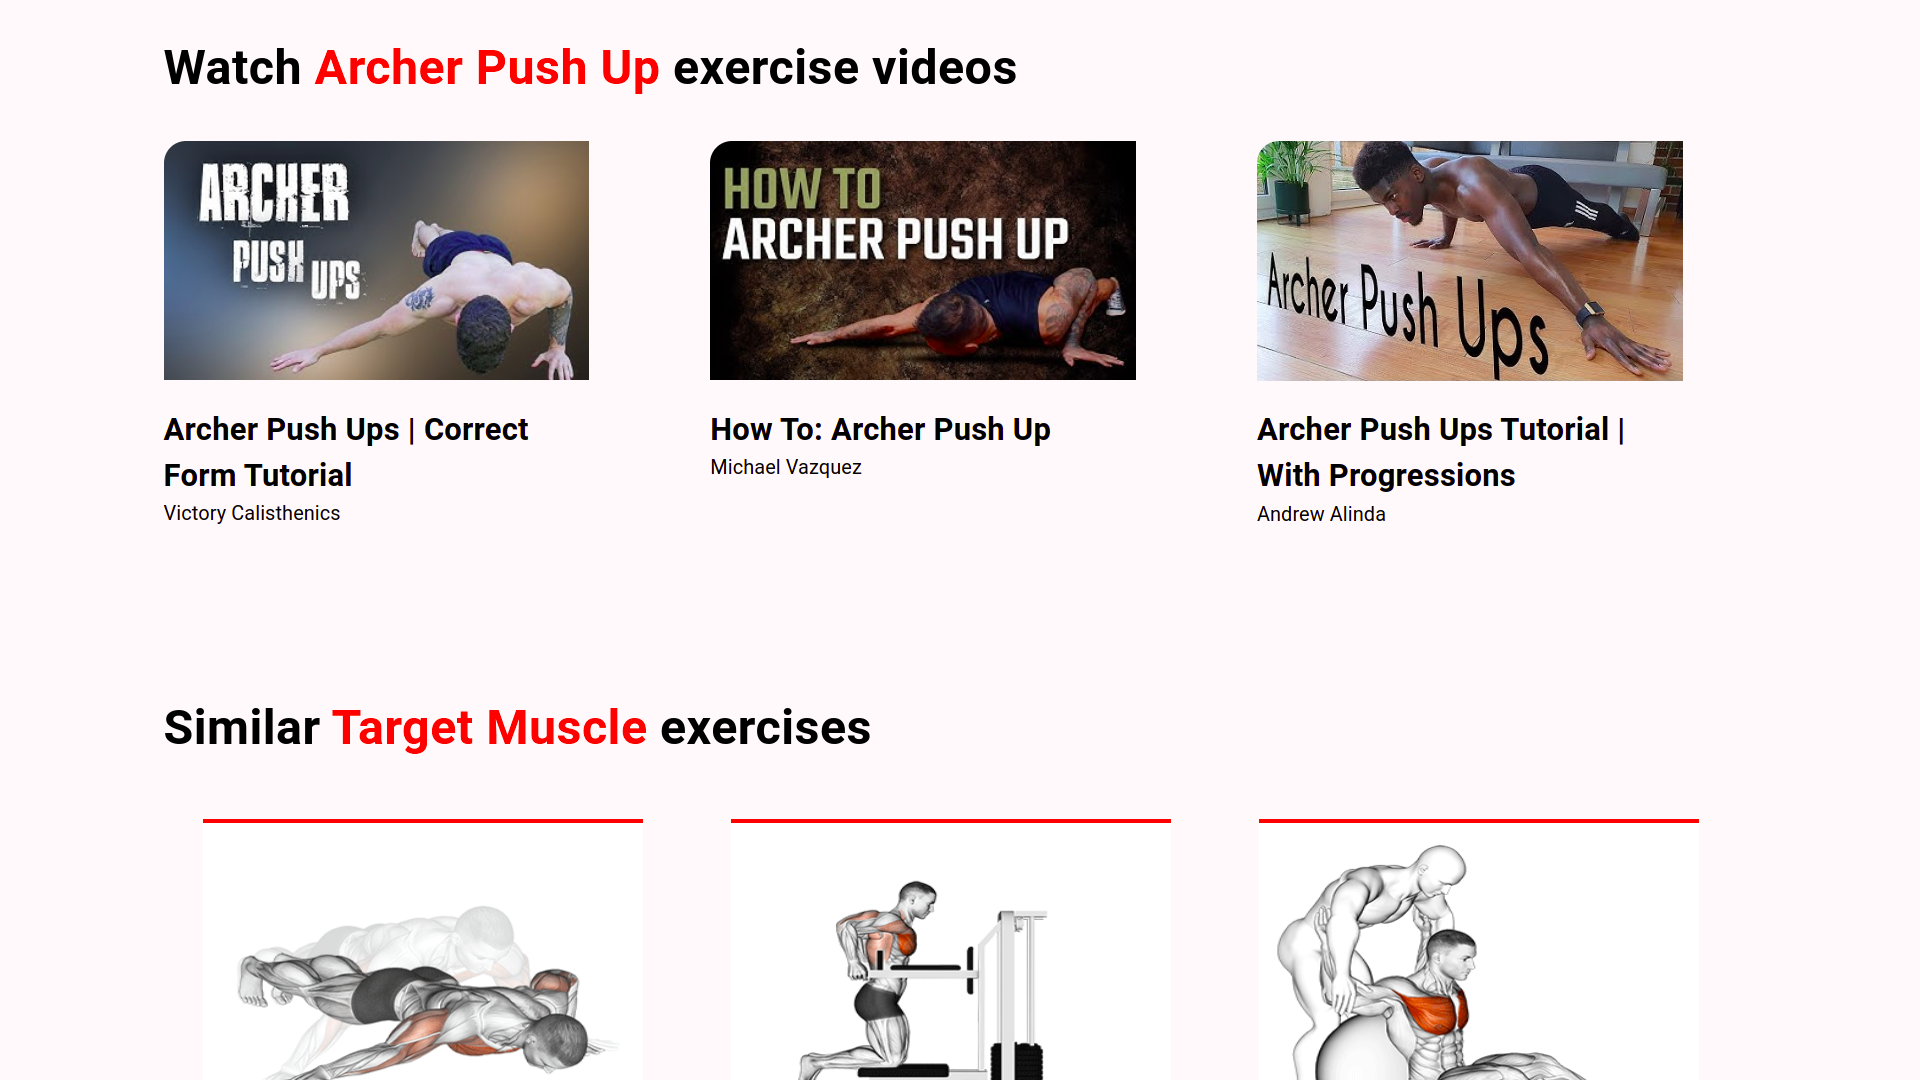 Watch Archer Push Up exercise videos
ARCHER
PUSH UPS
HOW TO
ARCHER PUSH UP
Archer Push Ups
Archer Push Ups | Correct
Form Tutorial
Victory Calisthenics
How To: Archer Push Up
Michael Vazquez
Archer Push Ups Tutorial |
With Progressions
Andrew Alinda
Similar Target Muscle exercises